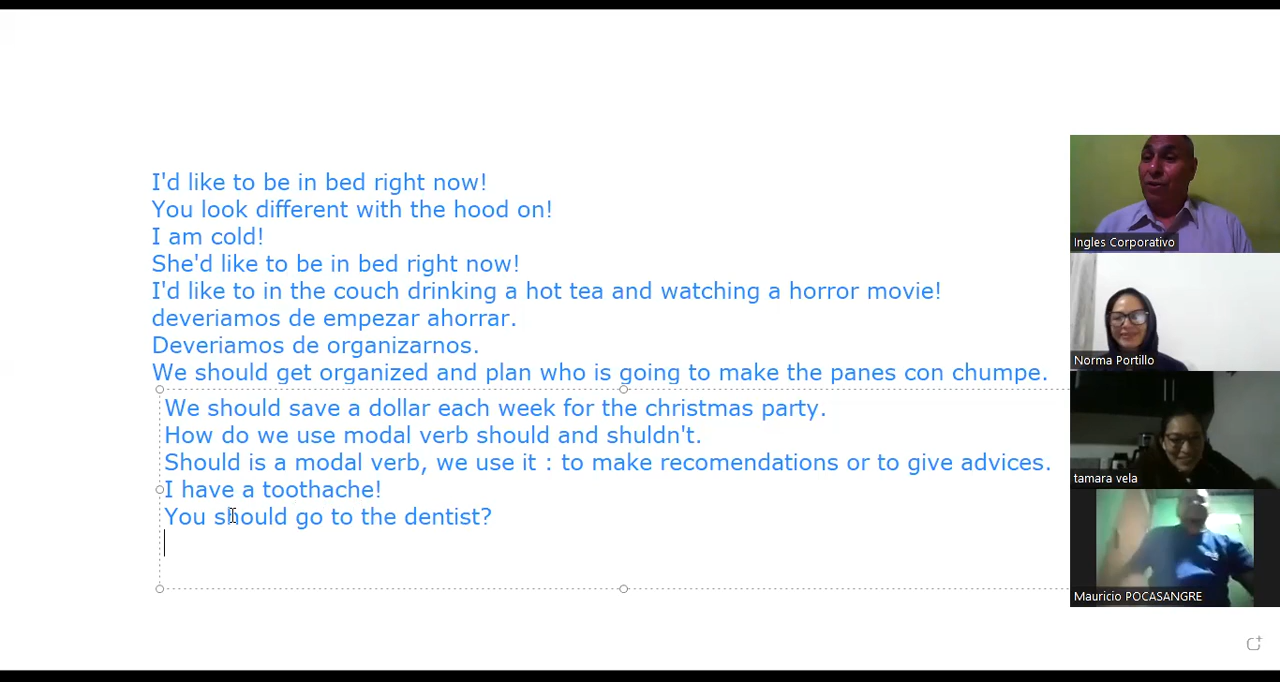 I'd like to be in bed right now!
You look different with the hood on!
I am cold!
She'd like to be in bed right now!
I'd like to in the couch drinking a hot tea and watching a horror movie!
deveriamos de empezar ahorrar.
Deveriamos de organizarnos.
We should get organized and plan who is going to make the panes con chumpe.
We should save a dollar each week for the christmas party.
How do we use modal verb should and shuldn't.
Should is a modal verb, we use it : to make recomendations or to give advices.
I have a toothache!
You should go to the dentist?
Ingles Corporativo
Norma Portillo
tamara vela
Mauricio POCASANGRE